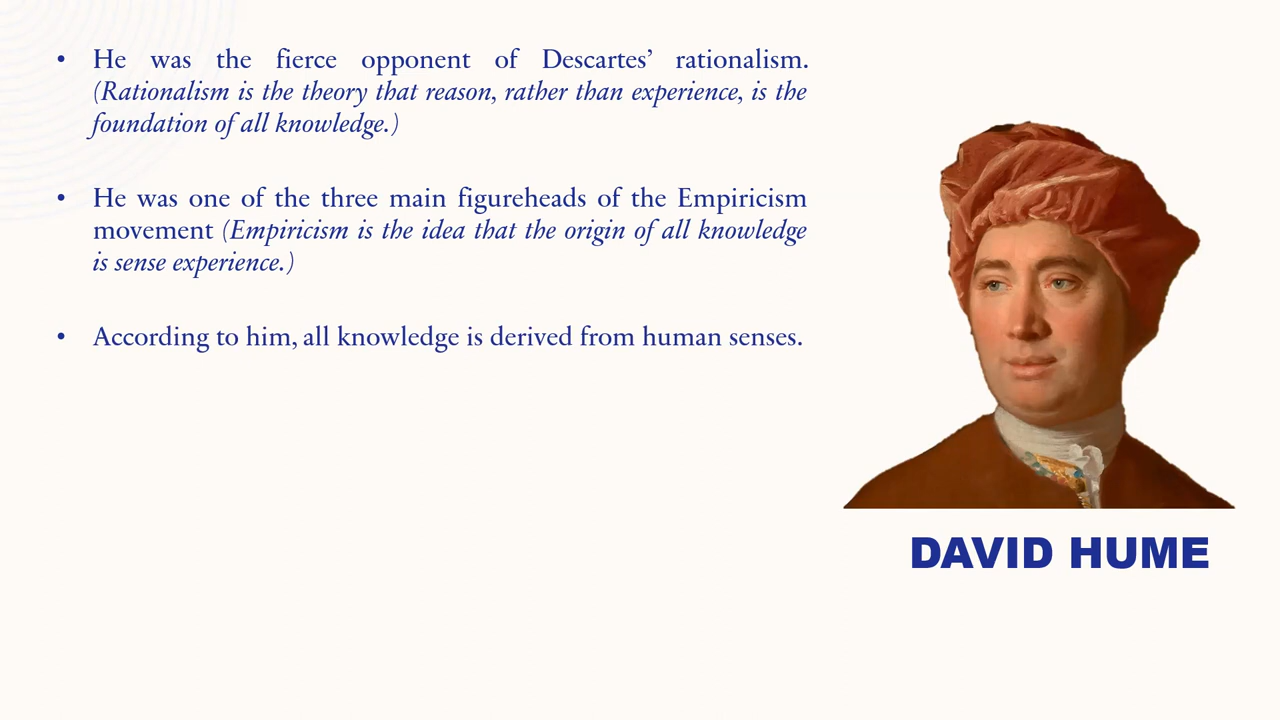 • He was the fierce opponent of Descartes’ rationalism.
(Rationalism is the theory that reason, rather than experience, is the
foundation of all knowledge.)
• He was one of the three main figureheads of the Empiricism
movement (Empiricism is the idea that the origin of all knowledge
is sense experience.)
• According to him, all knowledge is derived from human senses.
DAVID HUME